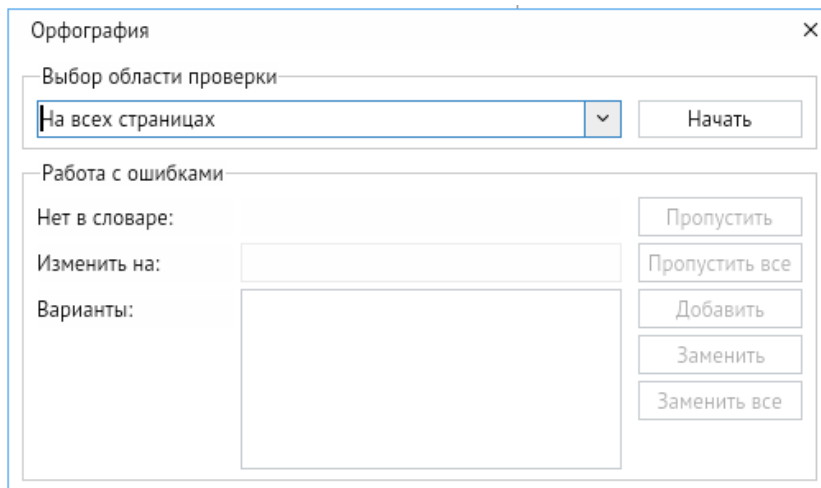 Орфография
Выбор области проверки
На всех страницах
Начать
Работа с ошибками
Нет в словаре:
Пропустить
Изменить на:
Пропустить все
Варианты:
Добавить
Заменить
Заменить все